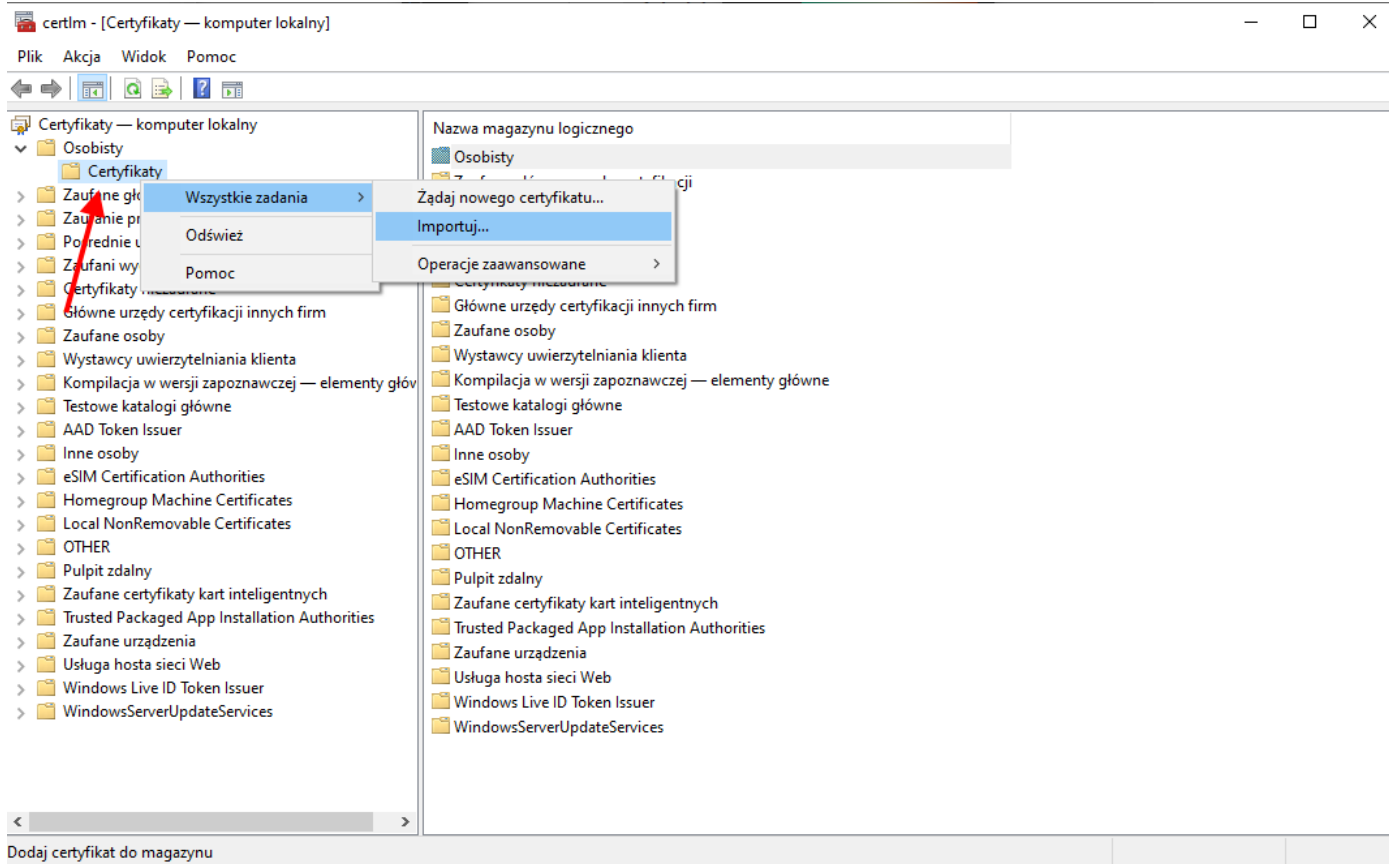 certlm - [Certyfikaty — komputer lokalny]
Plik Akcja Widok Pomoc
Certyfikaty — komputer lokalny
Osobisty
Certyfikaty
Zaufane
Pośrednie
Zaufani wy
Certyfikaty
Główne urzędy certyfikacji innych firm
Zaufane osoby
Wystawcy uwierzytelniania klienta
Kompilacja w wersji zapoznawczej — elementy głów
Testowe katalogi główne
AAD Token Issuer
Inne osoby
eSIM Certification Authorities
Homegroup Machine Certificates
Local NonRemovable Certificates
OTHER
Pulpit zdalny
Zaufane certyfikaty kart inteligentnych
Trusted Packaged App Installation Authorities
Zaufane urządzenia
Usługa hosta sieci Web
Windows Live ID Token Issuer
WindowsServerUpdateServices
Wszystkie zadania
Odśwież
Pomoc
Żądaj nowego certyfikatu...
Importuj...
Operacje zaawansowane
Nazwa magazynu logicznego
Osobisty
Główne urzędy certyfikacji innych firm
Zaufane osoby
Wystawcy uwierzytelniania klienta
Kompilacja w wersji zapoznawczej — elementy główne
Testowe katalogi główne
AAD Token Issuer
Inne osoby
eSIM Certification Authorities
Homegroup Machine Certificates
Local NonRemovable Certificates
OTHER
Pulpit zdalny
Zaufane certyfikaty kart inteligentnych
Trusted Packaged App Installation Authorities
Zaufane urządzenia
Usługa hosta sieci Web
Windows Live ID Token Issuer
WindowsServerUpdateServices
Dodaj certyfikat do magazynu